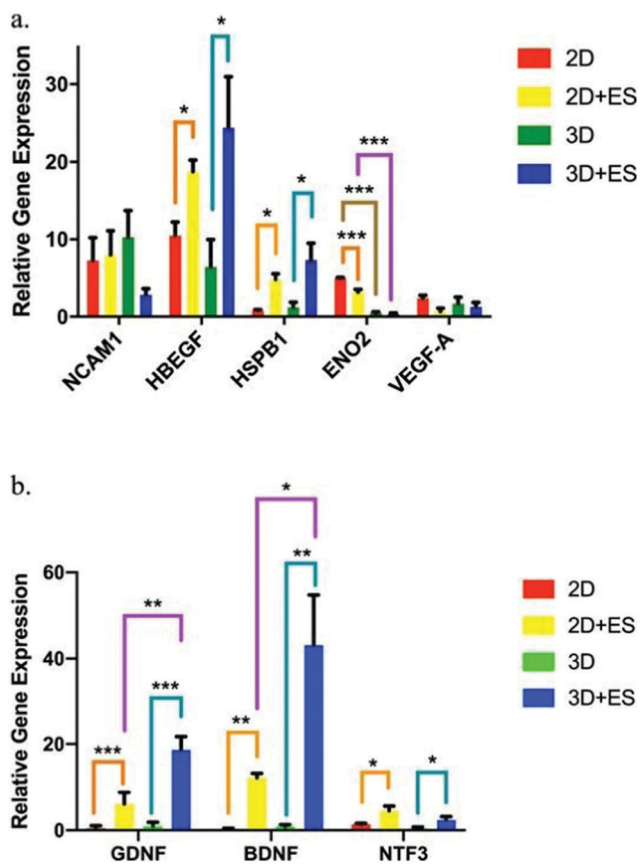 a.
Relative Gene Expression
30
20
10
0
*
*
*
*
***
***
***
NCAM1
HBEGF
HSPB1
ENO2
VEGF-A
2D
2D+ES
3D
3D+ES
b.
Relative Gene Expression
60
40
20
0
*
**
**
***
***
**
*
*
GDNF
BDNF
NTF3
2D
2D+ES
3D
3D+ES